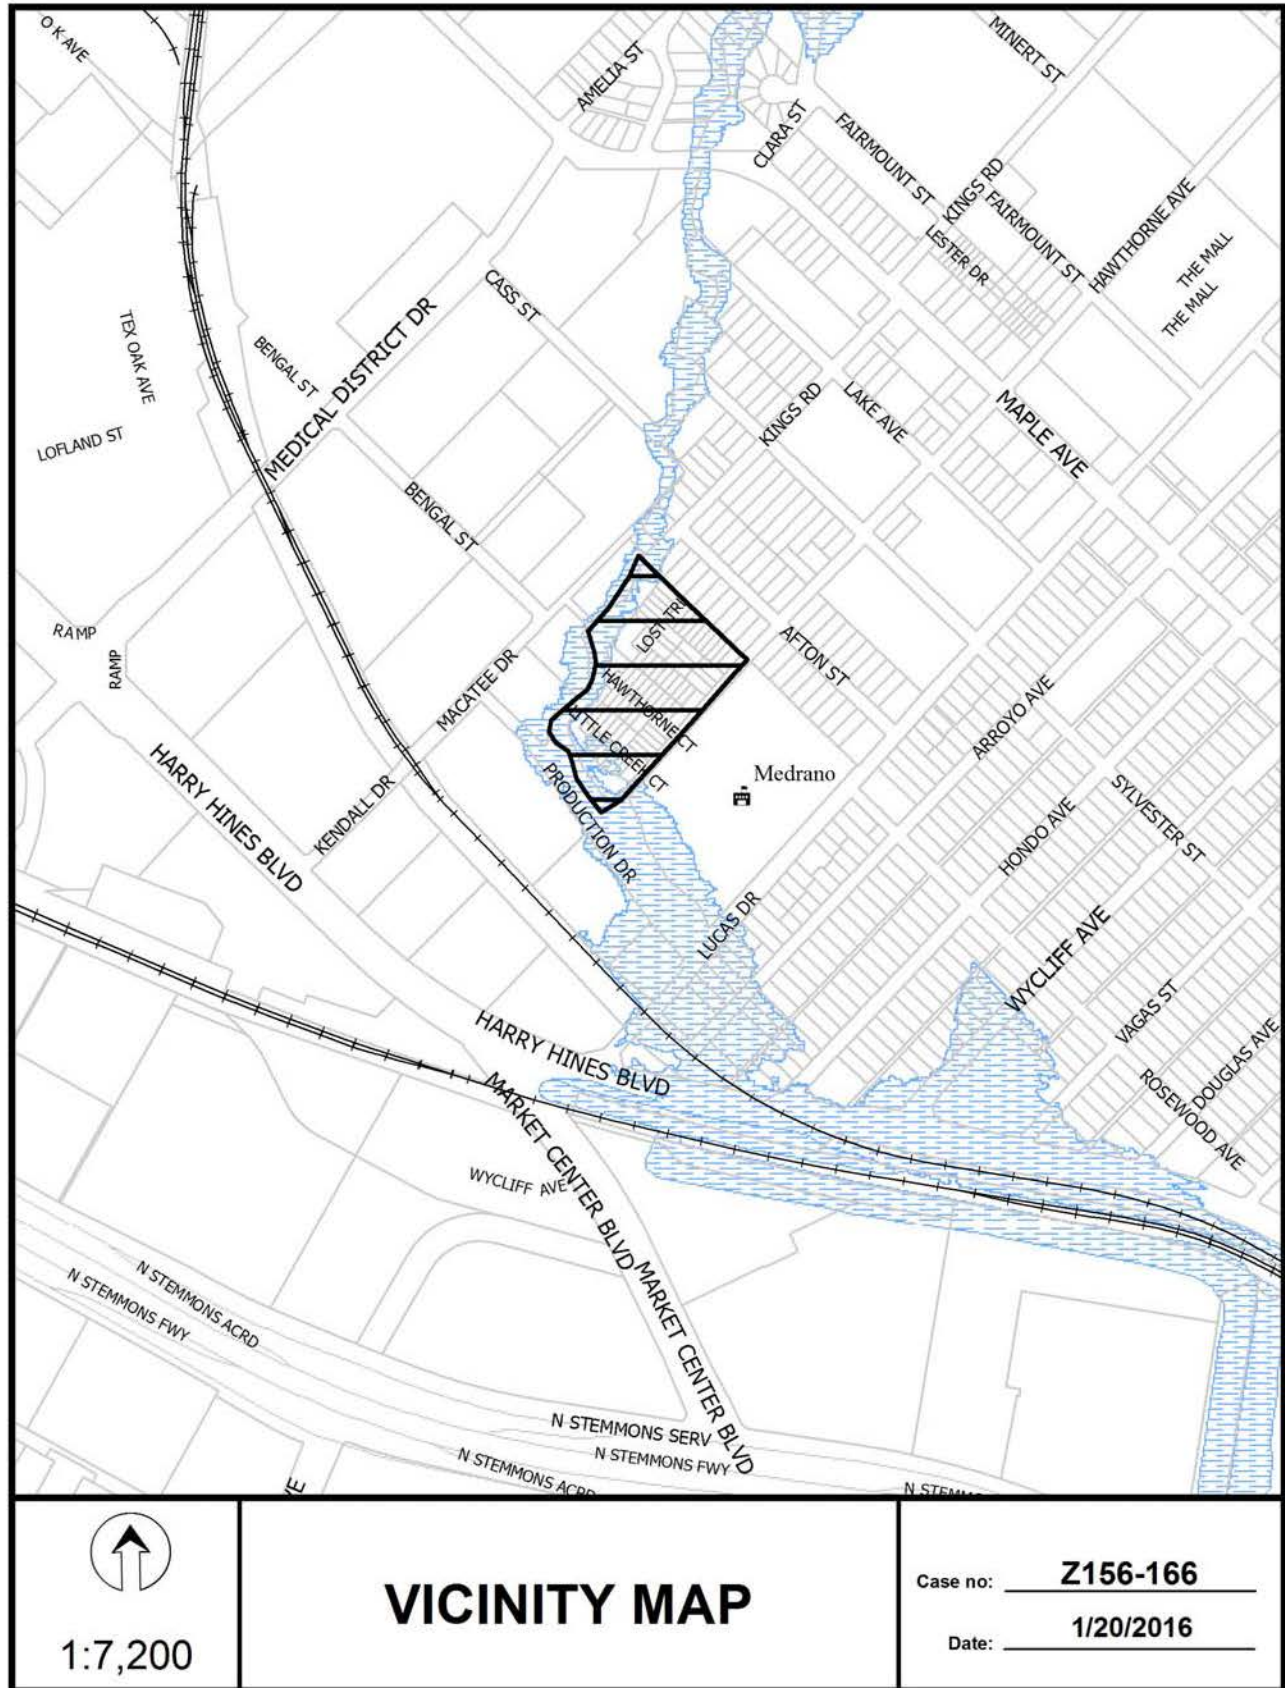 O K AVE
AMELIA ST
MINERT ST
CLARA ST
FAIRMOUNT ST
KINGS RD
FAIRMOUNT ST
HAWTHORNE AVE
LESTER DR
THE MALL
THE MALL
CASS ST
TEX OAK AVE
BENGAL ST
MEDICAL DISTRICT DR
KINGS RD
LAKE AVE
MAPLE AVE
LOFLAND ST
BENGAL ST
LOST TRL
AFTON ST
RAMP
RAMP
MACATEE DR
HAWTHORNE CT
LITTLE CREEK CT
ARROYO AVE
HARRY HINES BLVD
KENDALL DR
PRODUCTION DR
Medrano
SYLVESTER ST
HONDO AVE
LUCAS DR
WYCLIFF AVE
VAGAS ST
DOUGLAS AVE
ROSEWOOD AVE
HARRY HINES BLVD
MARKET CENTER BLVD
WYCLIFF AVE
MARKET CENTER BLVD
N STEMMONS ACRD
N STEMMONS FWY
N STEMMONS SERV
N STEMMONS FWY
N STEMMONS ACRD
N STEMM
VE
1:7,200
VICINITY MAP
Case no: Z156-166
Date: 1/20/2016